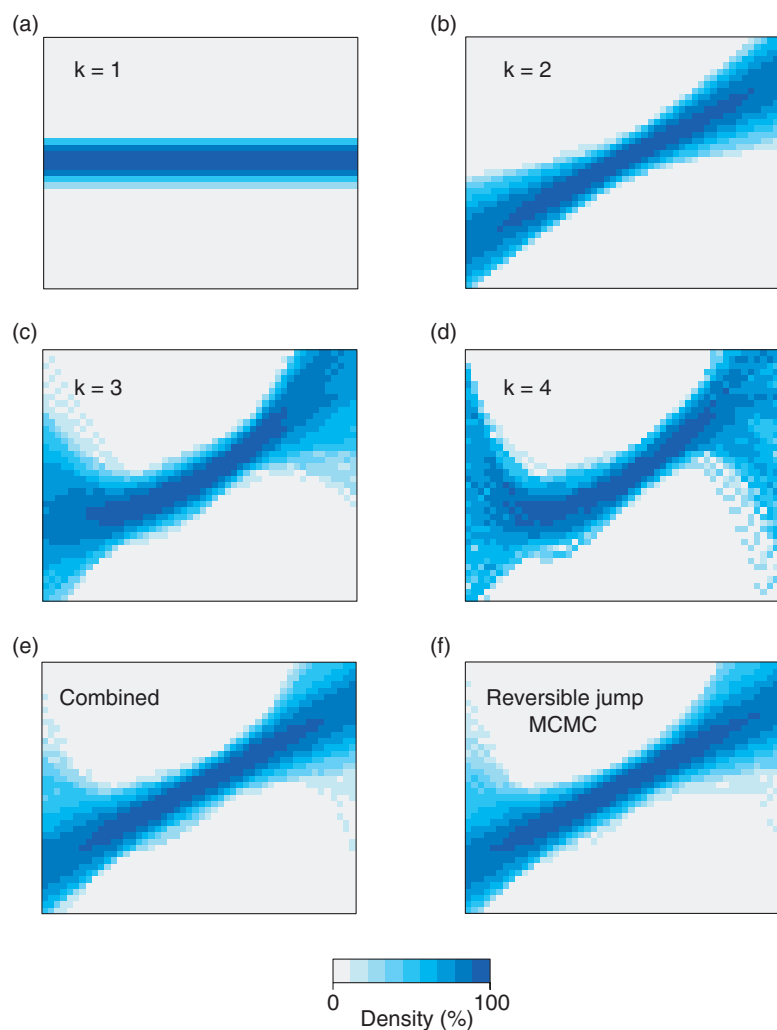 (a)
k = 1
(b)
k = 2
(c)
k = 3
(d)
k = 4
(e)
Combined
(f)
Reversible jump
MCMC
0
100
Density (%)